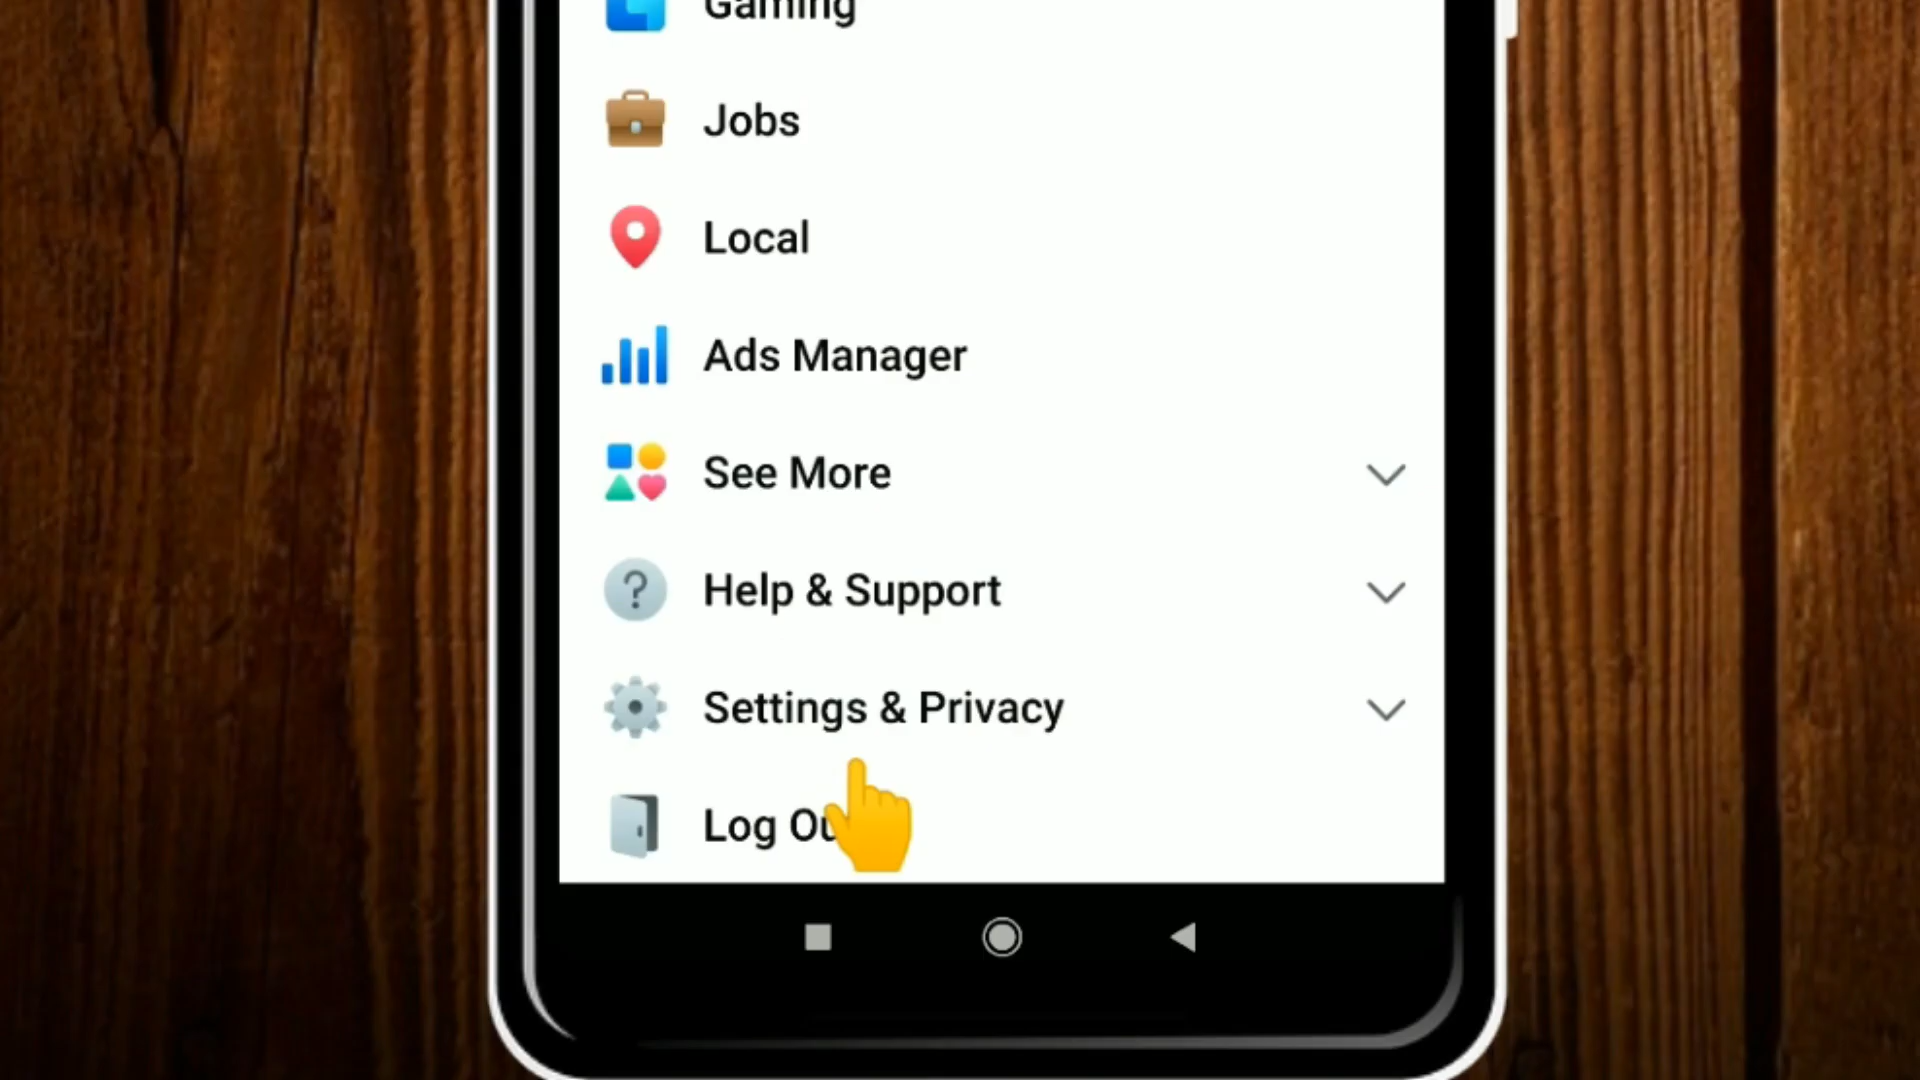 Gaming
Jobs
Local
Ads Manager
See More
Help & Support
Settings & Privacy
Log Ou